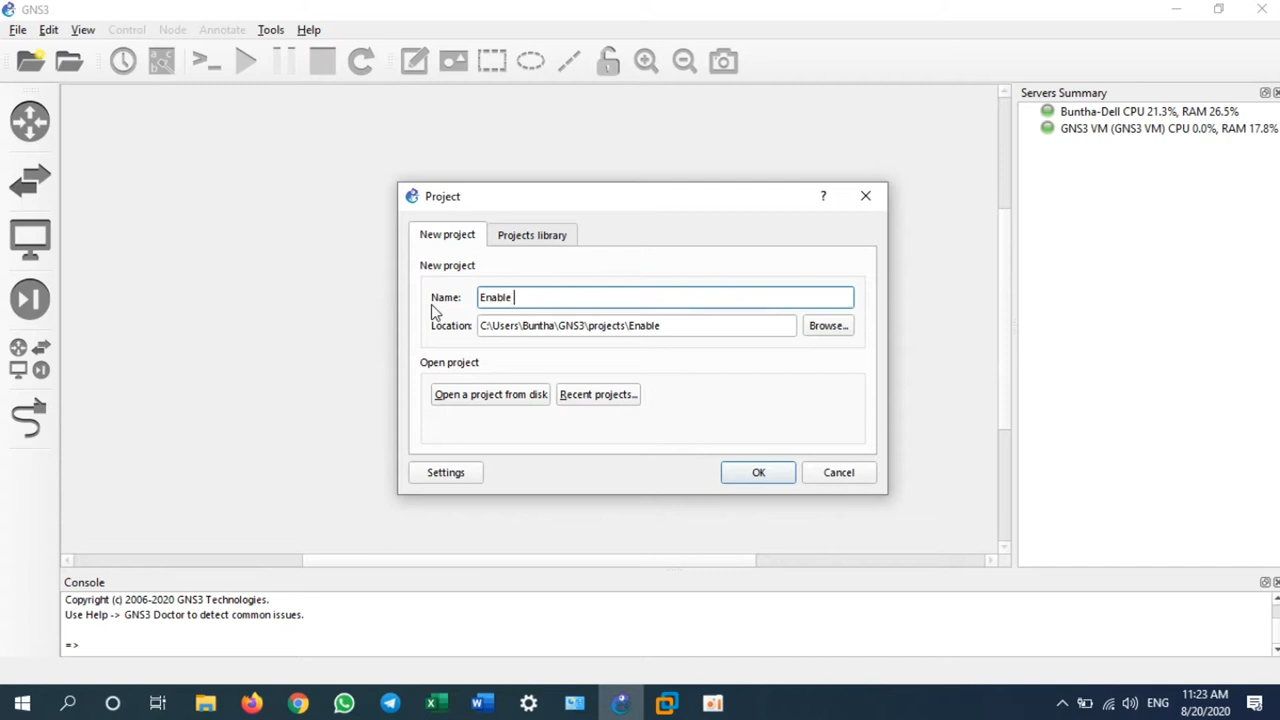 GNS3
File Edit View Control Node Annotate Tools Help
Servers Summary
Buntha-Dell CPU 21.3%, RAM 26.5%
GNS3 VM (GNS3 VM) CPU 0.0%, RAM 17.8%
Project
?
New project Projects library
New project
Name: Enable
Location: C:\Users\Buntha\GNS3\projects\Enable Browse...
Open project
Open a project from disk Recent projects...
Settings OK Cancel
Console
Copyright (c) 2006-2020 GNS3 Technologies.
Use Help -> GNS3 Doctor to detect common issues.
=>
ENG
11:23 AM
8/20/2020